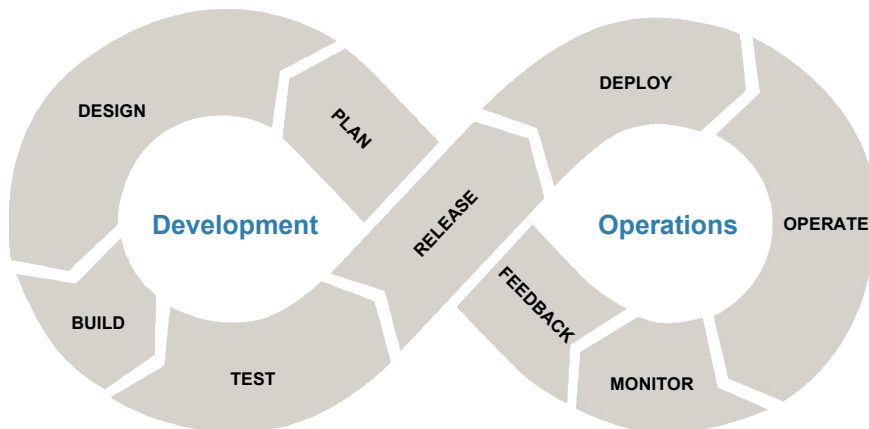 DESIGN
PLAN
DEPLOY
RELEASE
Development
Operations
OPERATE
FEEDBACK
BUILD
TEST
MONITOR